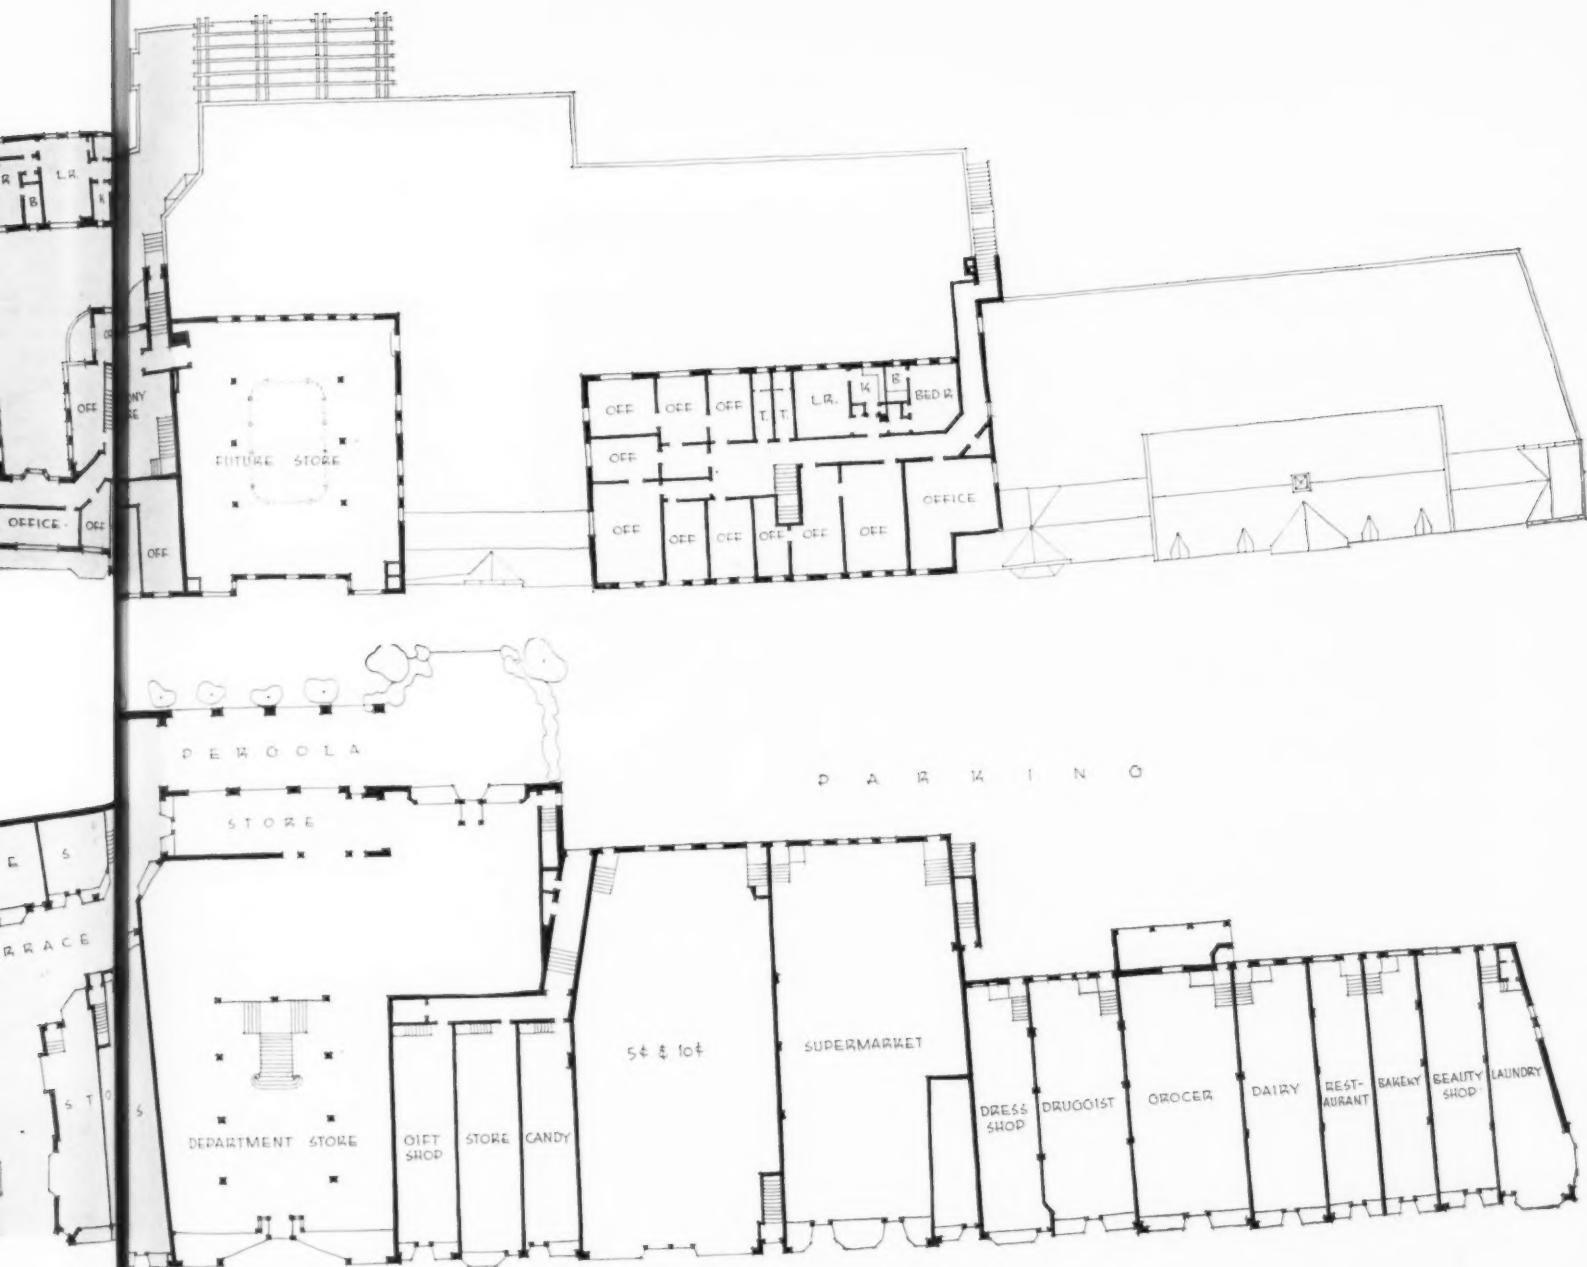 R
L.R.
B
K
OFF
FUTURE STORE
OFFICE
OFF
OFF
OFF
OFF
OFF
T.
T.
L.R.
K
B
BED R
OFF
OFFICE
OFF
OFF
OFF
OFF
OFF
OFF
PERGOLA
PARKING
STORE
E
S
RRACE
STO
S
5¢ & 10¢
SUPERMARKET
DEPARTMENT STORE
GIFT
SHOP
STORE
CANDY
DRESS
SHOP
DRUGGIST
GROCER
DAIRY
REST-
AURANT
BAKERY
BEAUTY
SHOP
LAUNDRY